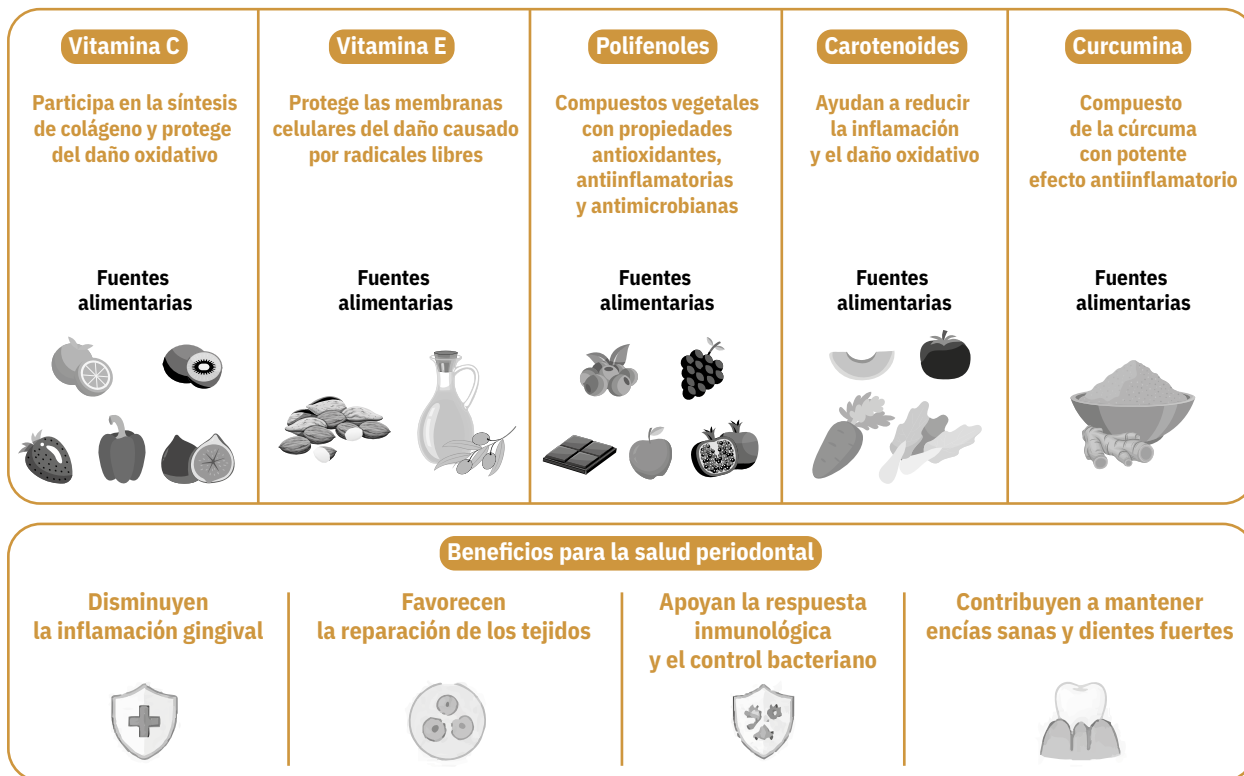 Vitamina C
Participa en la síntesis
de colágeno y protege
del daño oxidativo
Fuentes
alimentarias
Vitamina E
Protege las membranas
celulares del daño causado
por radicales libres
Fuentes
alimentarias
Polifenoles
Compuestos vegetales
con propiedades
antioxidantes,
antiinflamatorias
y antimicrobianas
Fuentes
alimentarias
Carotenoides
Ayudan a reducir
la inflamación
y el daño oxidativo
Fuentes
alimentarias
Curcumina
Compuesto
de la cúrcuma
con potente
efecto antiinflamatorio
Fuentes
alimentarias
Beneficios para la salud periodontal
Disminuyen
la inflamación gingival
Favorecen
la reparación de los tejidos
Apoyan la respuesta
inmunológica
y el control bacteriano
Contribuyen a mantener
encías sanas y dientes fuertes